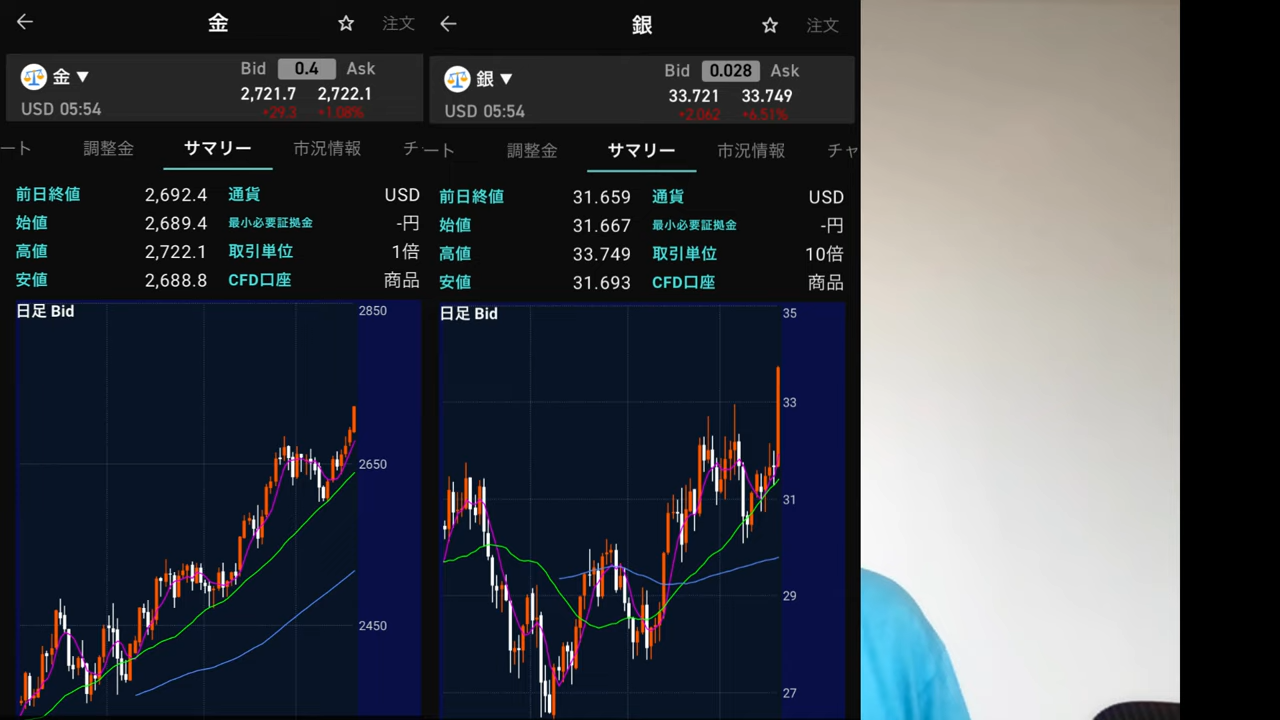 金
注文
金▼
Bid 0.4 Ask
2,721.7 2,722.1
USD 05:54
+29.3 +1.08%
ート 調整金 サマリー 市況情報 チ
前日終値 2,692.4 通貨 USD
始値 2,689.4 最小必要証拠金 -円
高値 2,722.1 取引単位 1倍
安値 2,688.8 CFD口座 商品
日足 Bid
2850
2650
2450
銀
注文
銀▼
Bid 0.028 Ask
33.721 33.749
USD 05:54
+2.062 +6.51%
ート 調整金 サマリー 市況情報 チャ
前日終値 31.659 通貨 USD
始値 31.667 最小必要証拠金 -円
高値 33.749 取引単位 10倍
安値 31.693 CFD口座 商品
日足 Bid
35
33
31
29
27